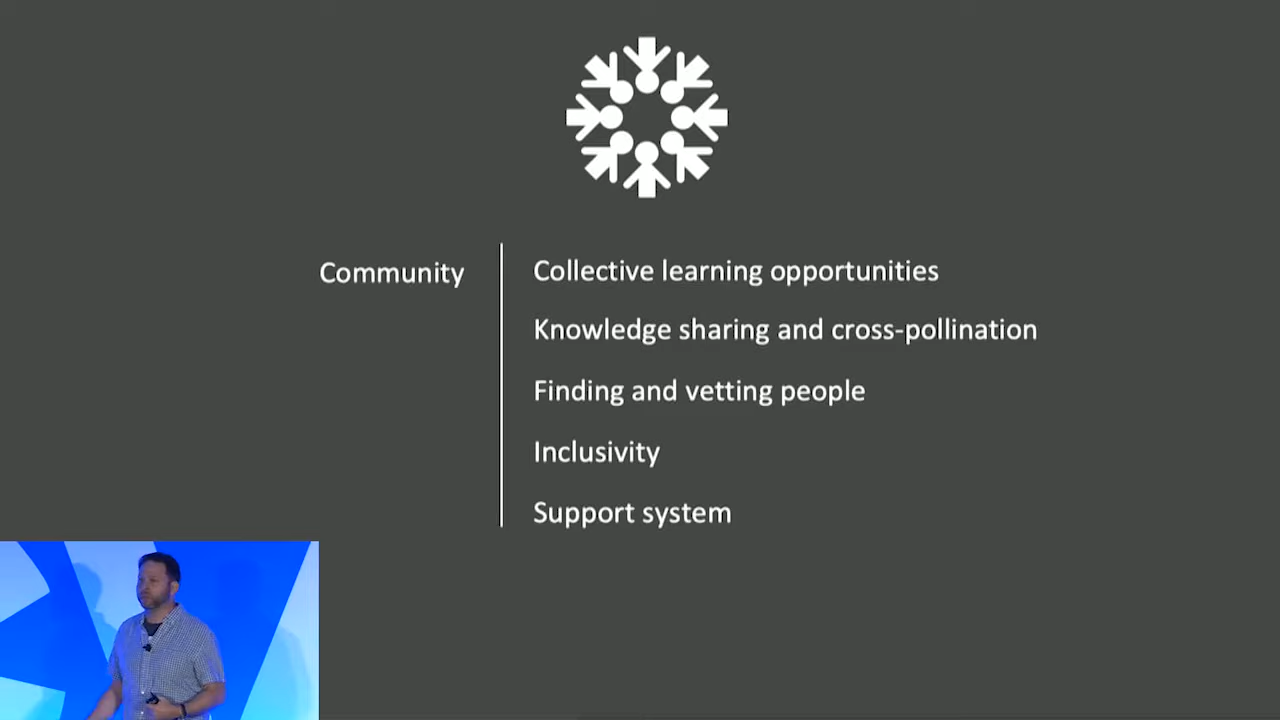 Community
Collective learning opportunities
Knowledge sharing and cross-pollination
Finding and vetting people
Inclusivity
Support system